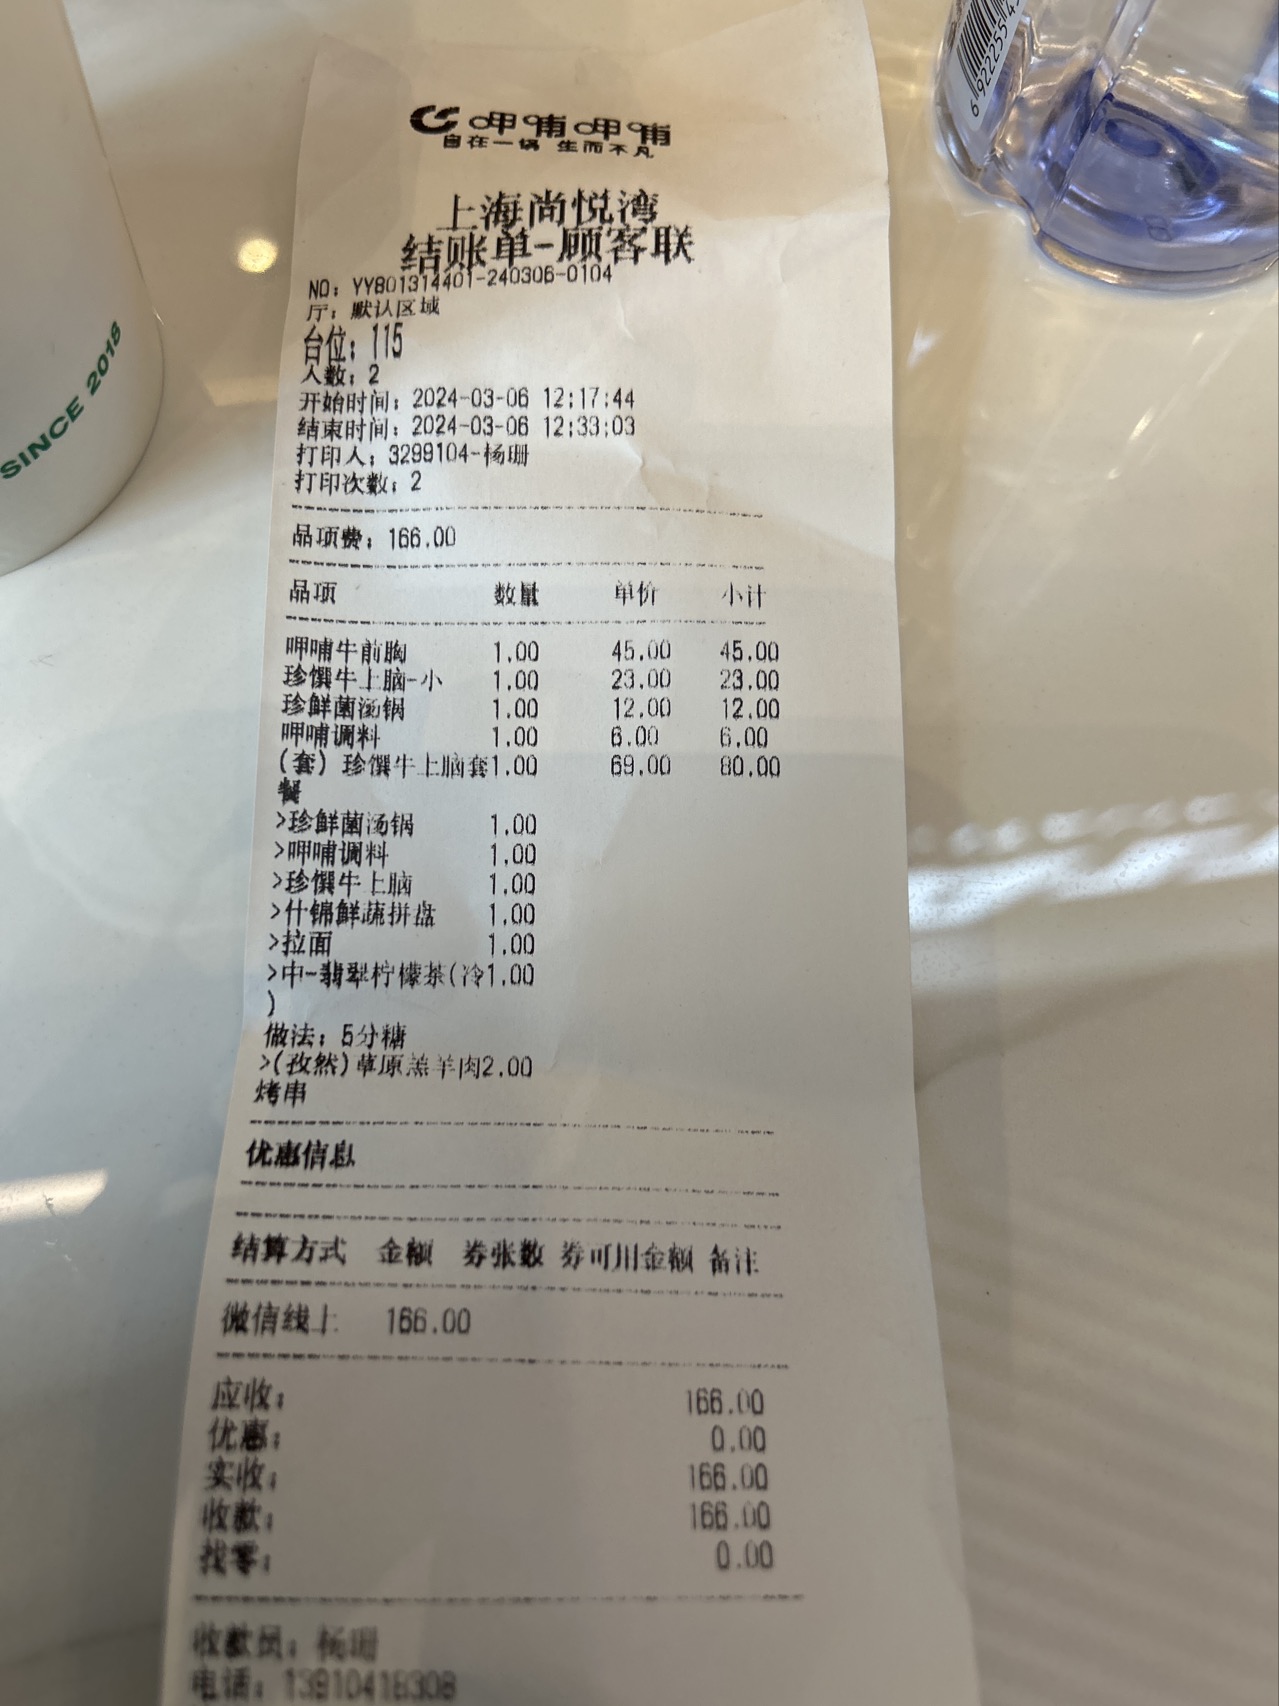 呷哺呷哺
自在一锅 生而不凡
上海尚悦湾
结账单-顾客联
NO: YY801314401-240306-0104
厅: 默认区域
台位: 115
人数: 2
开始时间: 2024-03-06 12:17:44
结束时间: 2024-03-06 12:33:03
打印人: 3299104-杨珊
打印次数: 2
品项费: 166.00
品项 数量 单价 小计
呷哺牛前胸 1.00 45.00 45.00
珍馔牛上脑-小 1.00 23.00 23.00
珍鲜菌汤锅 1.00 12.00 12.00
呷哺调料 1.00 6.00 6.00
(套) 珍馔牛上脑套1.00 69.00 80.00
餐
>珍鲜菌汤锅 1.00
>呷哺调料 1.00
>珍馔牛上脑 1.00
>什锦鲜蔬拼盘 1.00
>拉面 1.00
>中-翡翠柠檬茶(冷1.00
)
做法: 5分糖
>(孜然)草原羔羊肉2.00
烤串
优惠信息
结算方式 金额 券张数 券可用金额 备注
微信线上 166.00
应收: 166.00
优惠: 0.00
实收: 166.00
收款: 166.00
找零: 0.00
收款员: 杨珊
电话: 13910418308
SINCE 2018